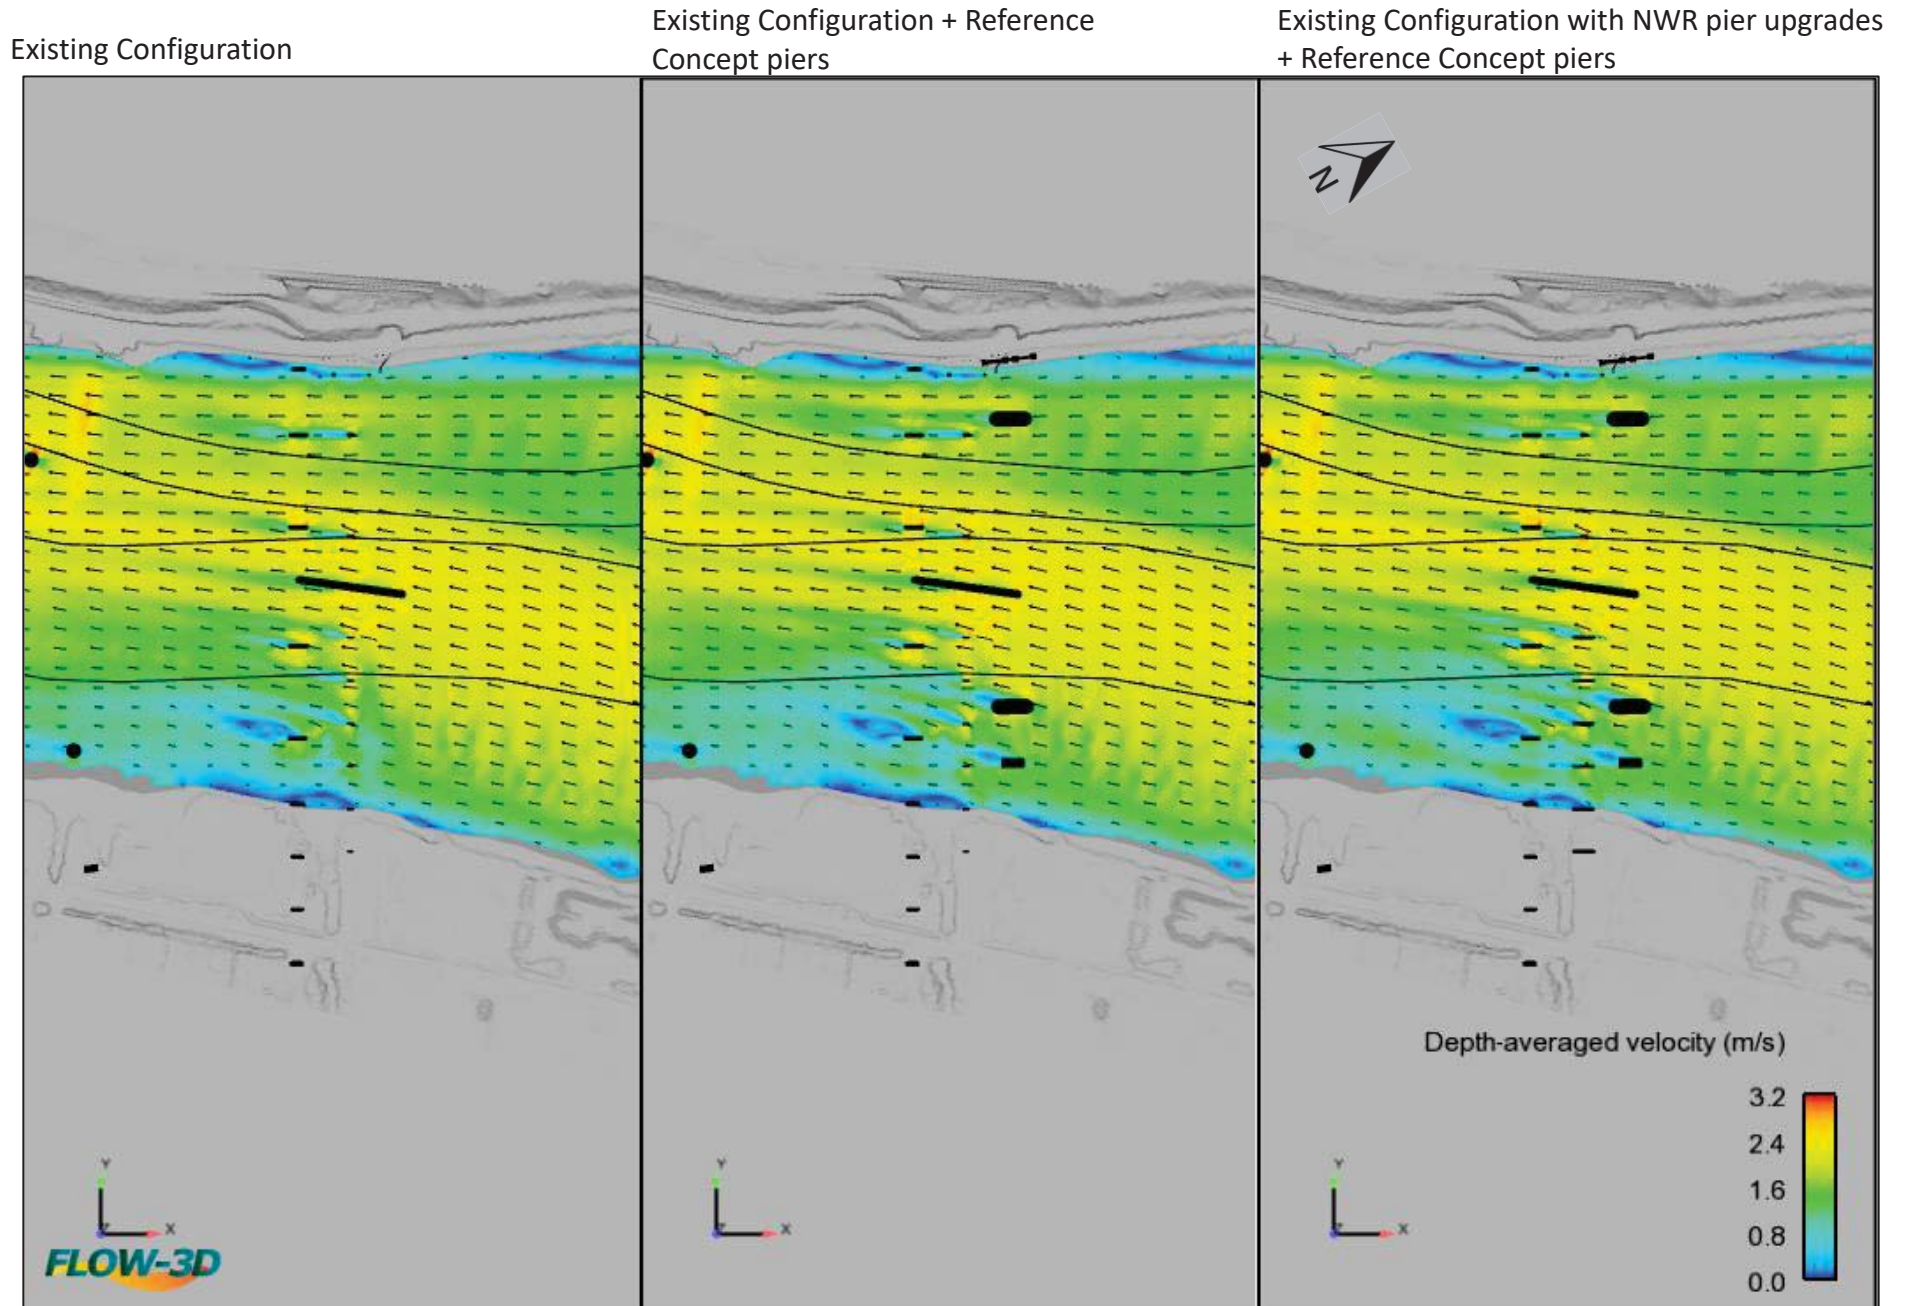 Existing Configuration
Existing Configuration + Reference
Concept piers
Existing Configuration with NWR pier upgrades
+ Reference Concept piers
N
Depth-averaged velocity (m/s)
3.2
2.4
1.6
0.8
0.0
Y
Z
X
Y
Z
X
Y
Z
X
FLOW-3D